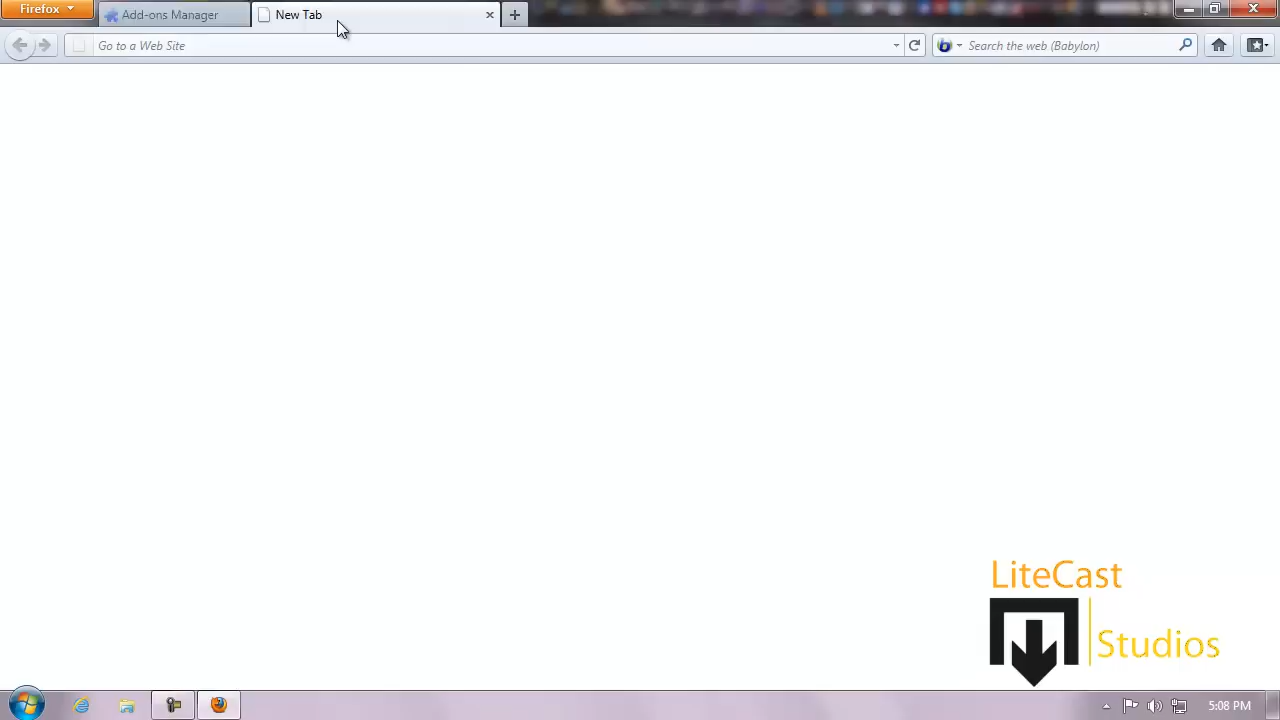 Firefox
Add-ons Manager
New Tab
Go to a Web Site
Search the web (Babylon)
LiteCast
Studios
5:08 PM